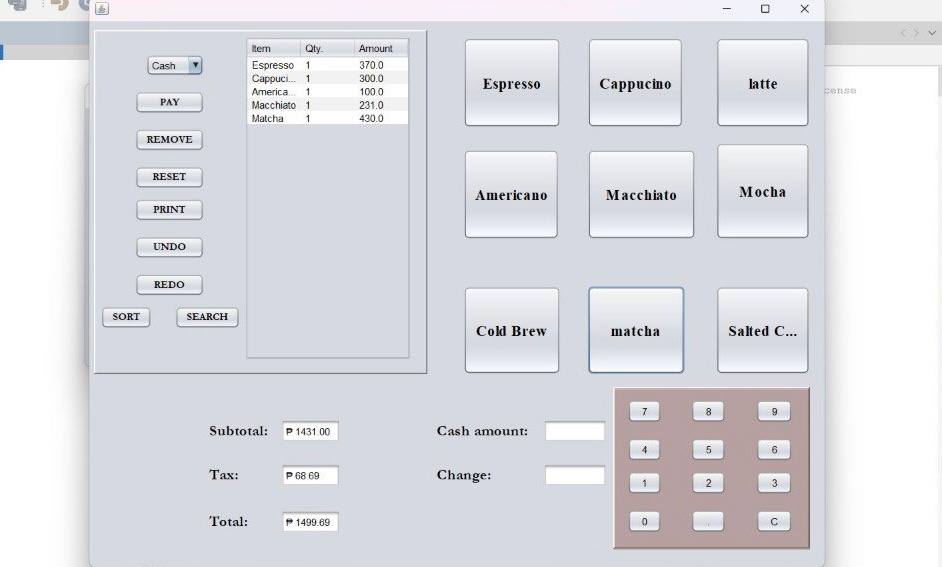 Cash
PAY
REMOVE
RESET
PRINT
UNDO
REDO
SORT SEARCH
Item Qty. Amount
Espresso 1 370.0
Cappuci... 1 300.0
America... 1 100.0
Macchiato 1 231.0
Matcha 1 430.0
Espresso Cappucino latte
Americano Macchiato Mocha
Cold Brew matcha Salted C...
cense
Subtotal: ₱ 1431.00
Tax: ₱ 68.69
Total: ₱ 1499.69
Cash amount:
Change:
7 8 9
4 5 6
1 2 3
0 . C